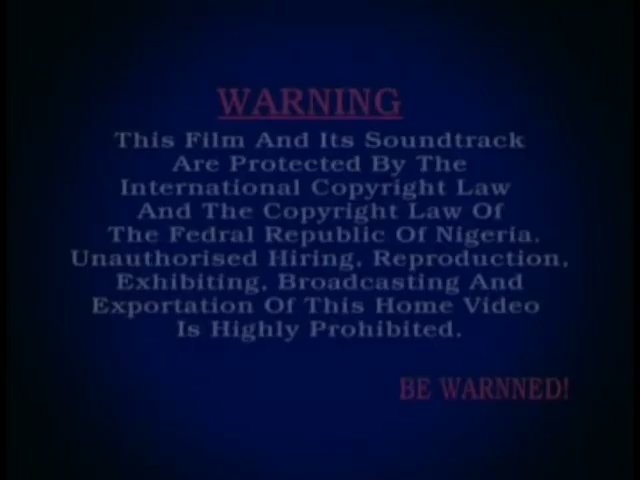 WARNING
This Film And Its Soundtrack
Are Protected By The
International Copyright Law
And The Copyright Law Of
The Fedral Republic Of Nigeria.
Unauthorised Hiring, Reproduction,
Exhibiting, Broadcasting And
Exportation Of This Home Video
Is Highly Prohibited.
BE WARNNED!